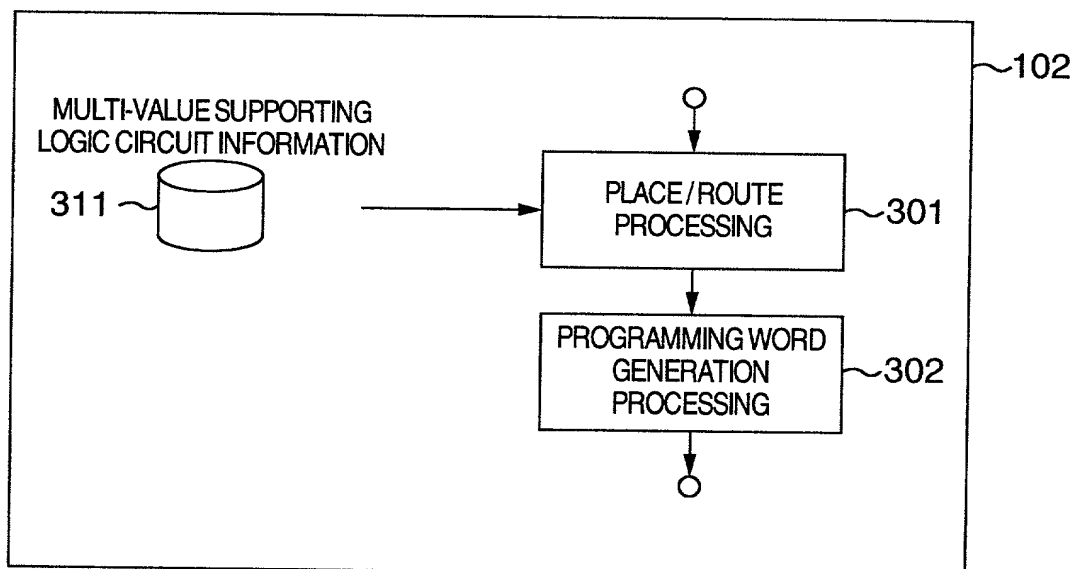 102
MULTI-VALUE SUPPORTING
LOGIC CIRCUIT INFORMATION
311
PLACE/ROUTE
PROCESSING
301
PROGRAMMING WORD
GENERATION
PROCESSING
302